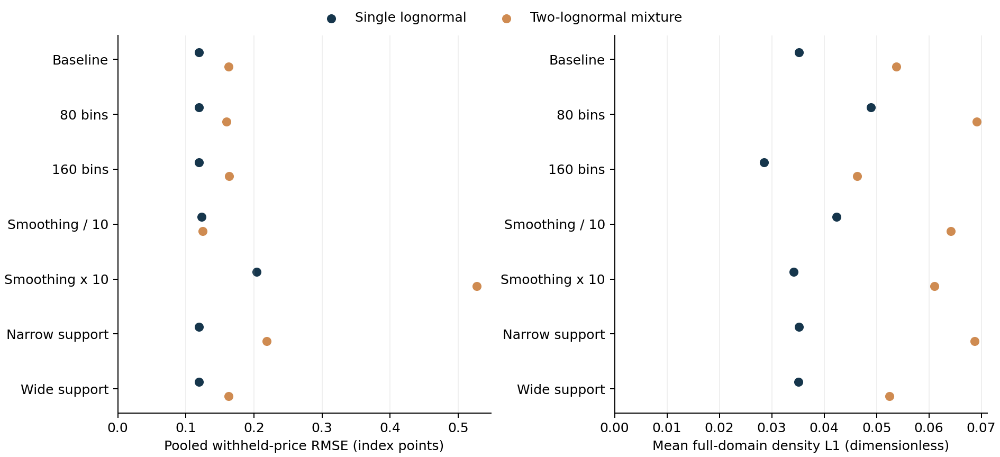 Single lognormal
Two-lognormal mixture
Baseline
80 bins
160 bins
Smoothing / 10
Smoothing x 10
Narrow support
Wide support
0.0 0.1 0.2 0.3 0.4 0.5
Pooled withheld-price RMSE (index points)
Baseline
80 bins
160 bins
Smoothing / 10
Smoothing x 10
Narrow support
Wide support
0.00 0.01 0.02 0.03 0.04 0.05 0.06 0.07
Mean full-domain density L1 (dimensionless)